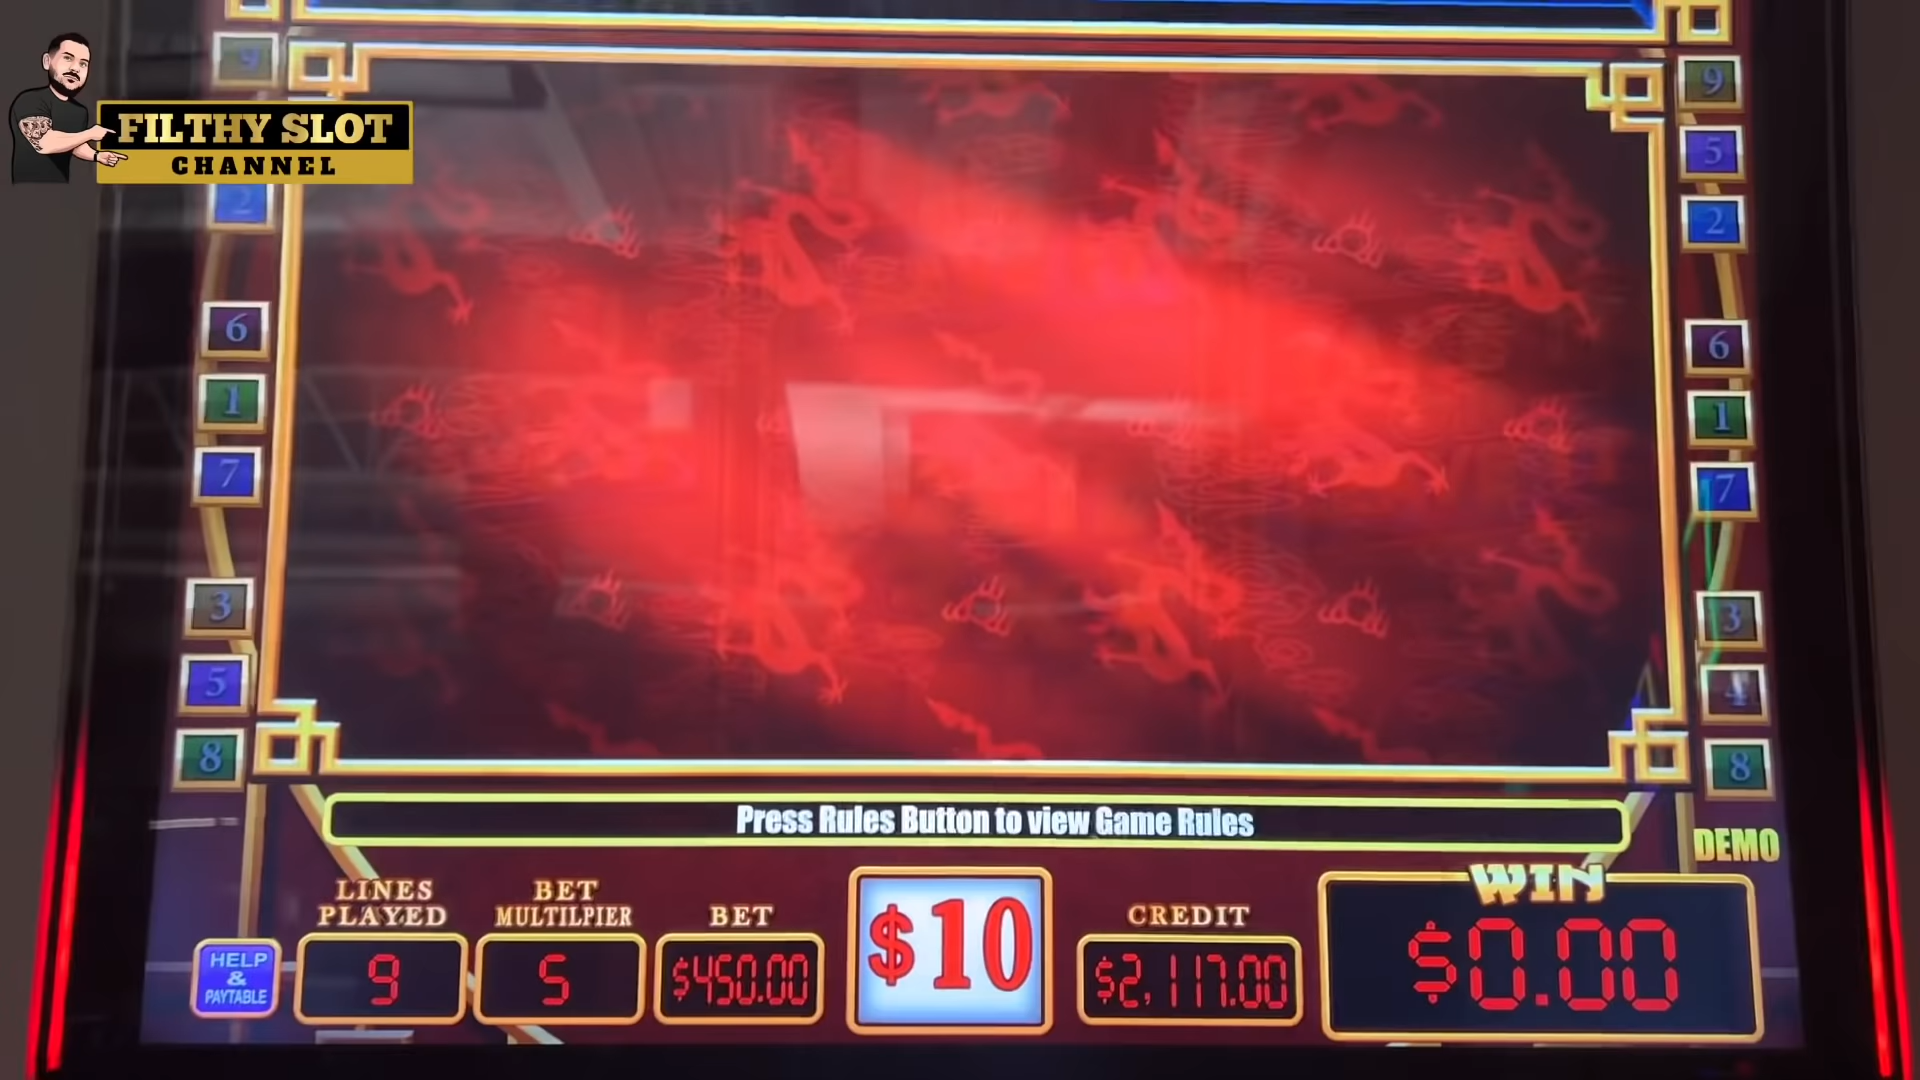 FILTHY SLOT
CHANNEL
9
2
6
1
7
3
5
8
9
5
2
6
1
7
3
4
8
Press Rules Button to view Game Rules
DEMO
HELP
&
PAYTABLE
LINES
PLAYED
9
BET
MULTILPIER
5
BET
$450.00
$10
CREDIT
$2,117.00
WIN
$0.00